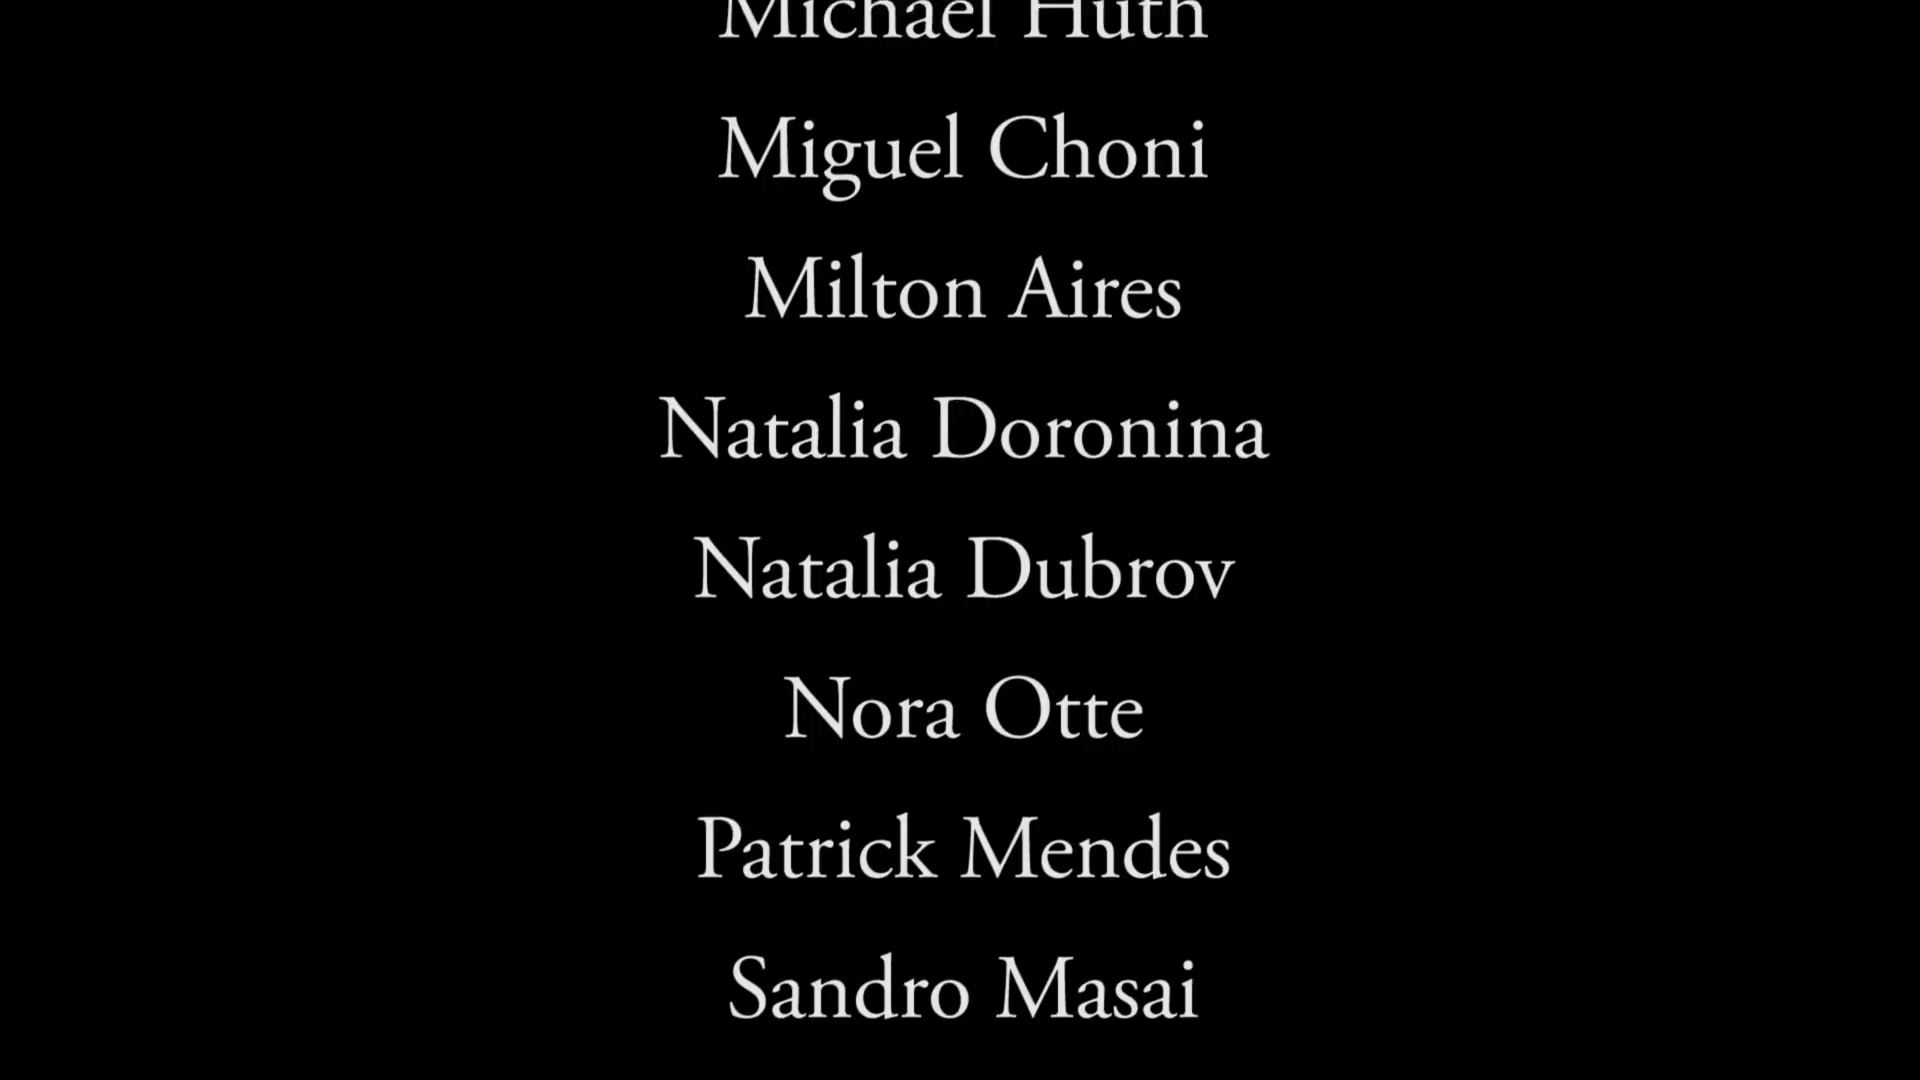 Michael Huth
Miguel Choni
Milton Aires
Natalia Doronina
Natalia Dubrov
Nora Otte
Patrick Mendes
Sandro Masai